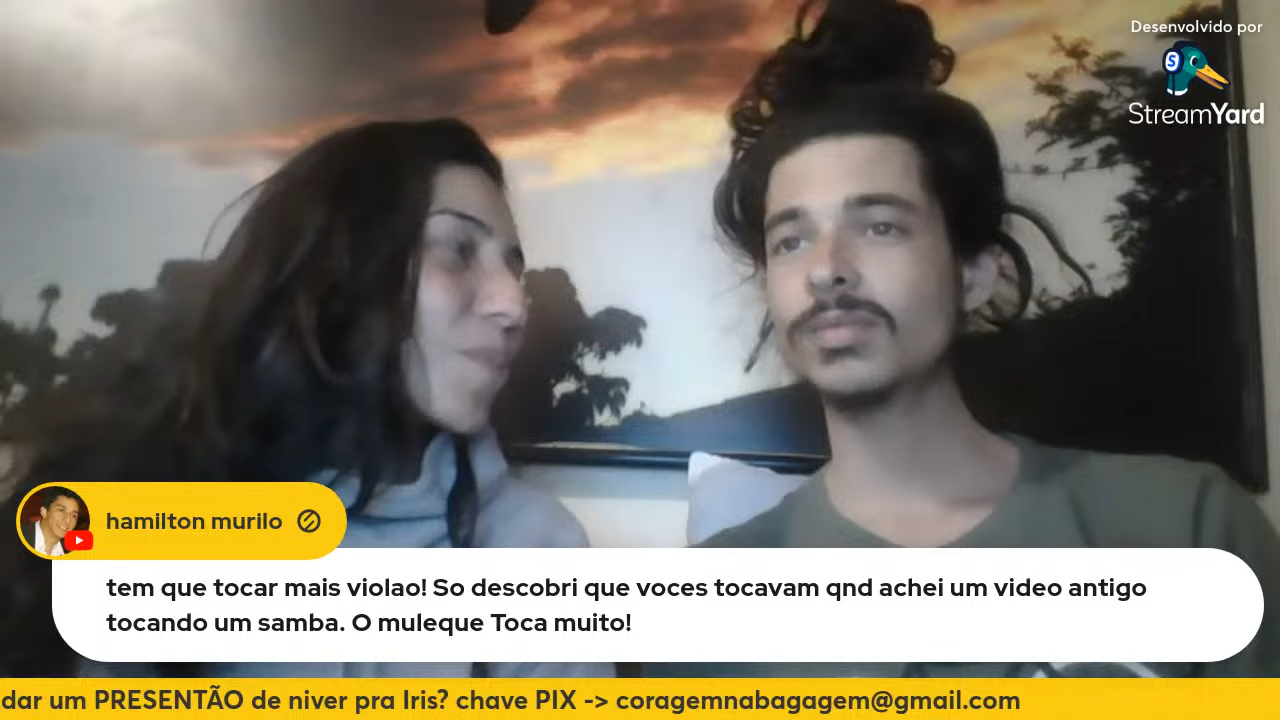 Desenvolvido por
StreamYard
hamilton murilo
tem que tocar mais violao! So descobri que voces tocavam qnd achei um video antigo
tocando um samba. O muleque Toca muito!
dar um PRESENTÃO de niver pra Iris? chave PIX -> coragemnabagagem@gmail.com